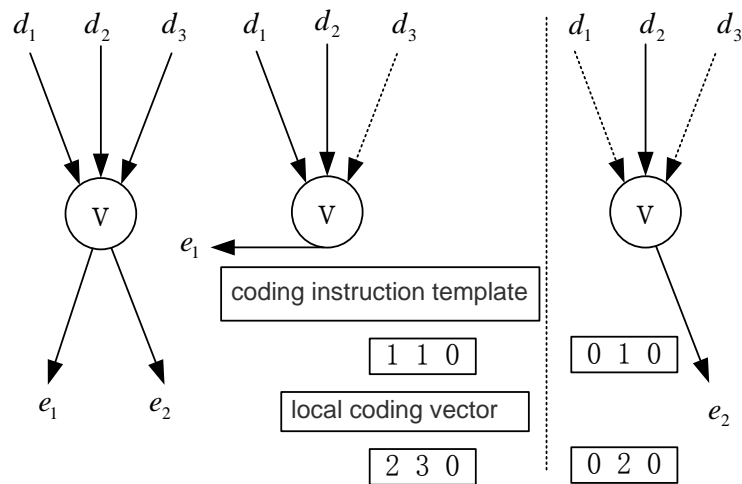 d₁ d₂ d₃ d₁ d₂ d₃ d₁ d₂ d₃
V V V
e₁
coding instruction template
1 1 0 0 1 0
e₁ e₂ local coding vector e₂
2 3 0 0 2 0